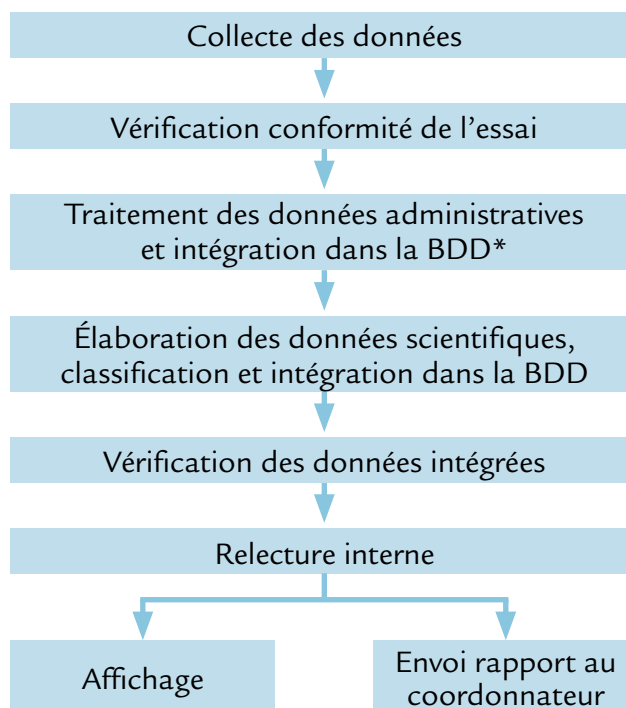 Collecte des données
Vérification conformité de l’essai
Traitement des données administratives
et intégration dans la BDD*
Élaboration des données scientifiques,
classification et intégration dans la BDD
Vérification des données intégrées
Relecture interne
Affichage
Envoi rapport au
coordonnateur